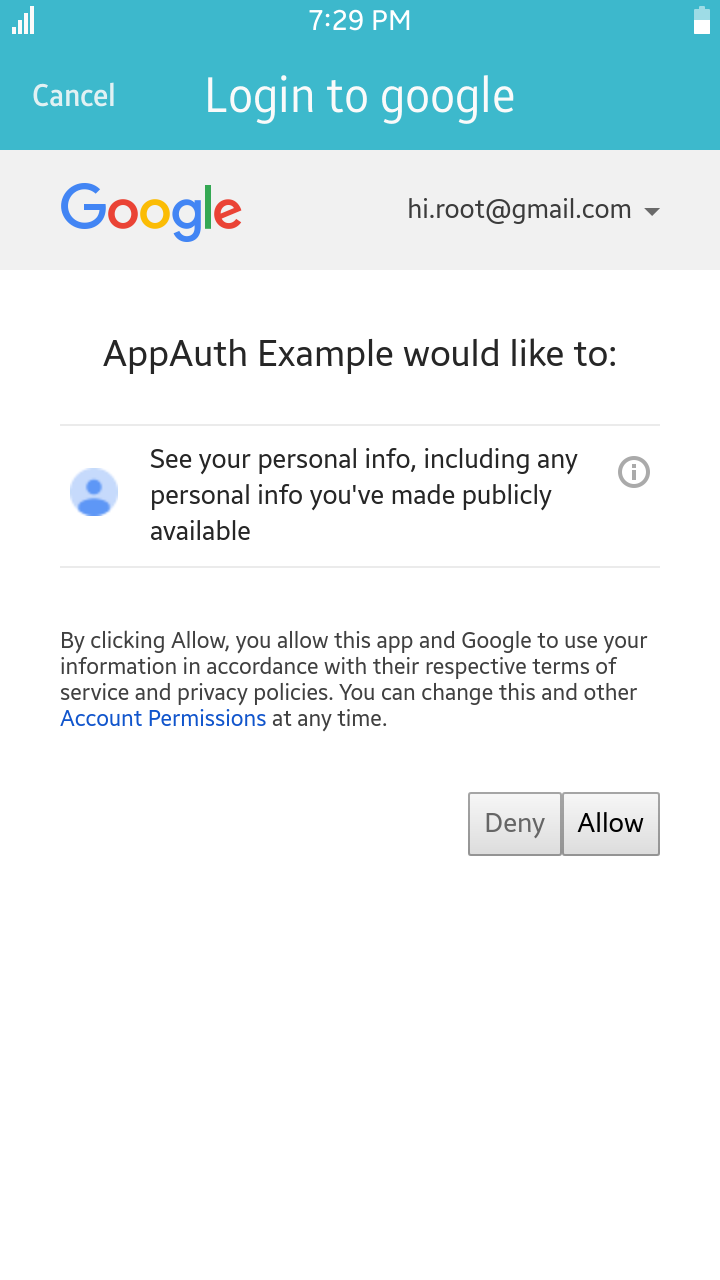 7:29 PM
Cancel
Login to google
Google
hi.root@gmail.com
AppAuth Example would like to:
See your personal info, including any
personal info you've made publicly
available
By clicking Allow, you allow this app and Google to use your
information in accordance with their respective terms of
service and privacy policies. You can change this and other
Account Permissions at any time.
Deny
Allow